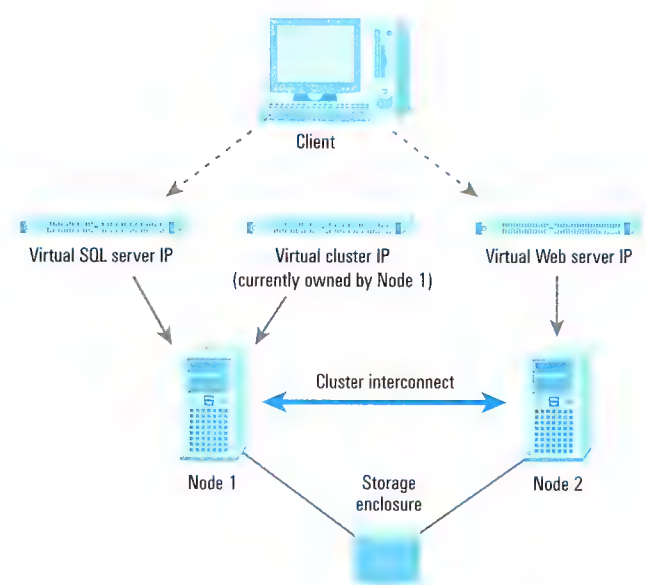 Client
Virtual SQL server IP
Virtual cluster IP
(currently owned by Node 1)
Virtual Web server IP
Cluster interconnect
Node 1
Storage
enclosure
Node 2